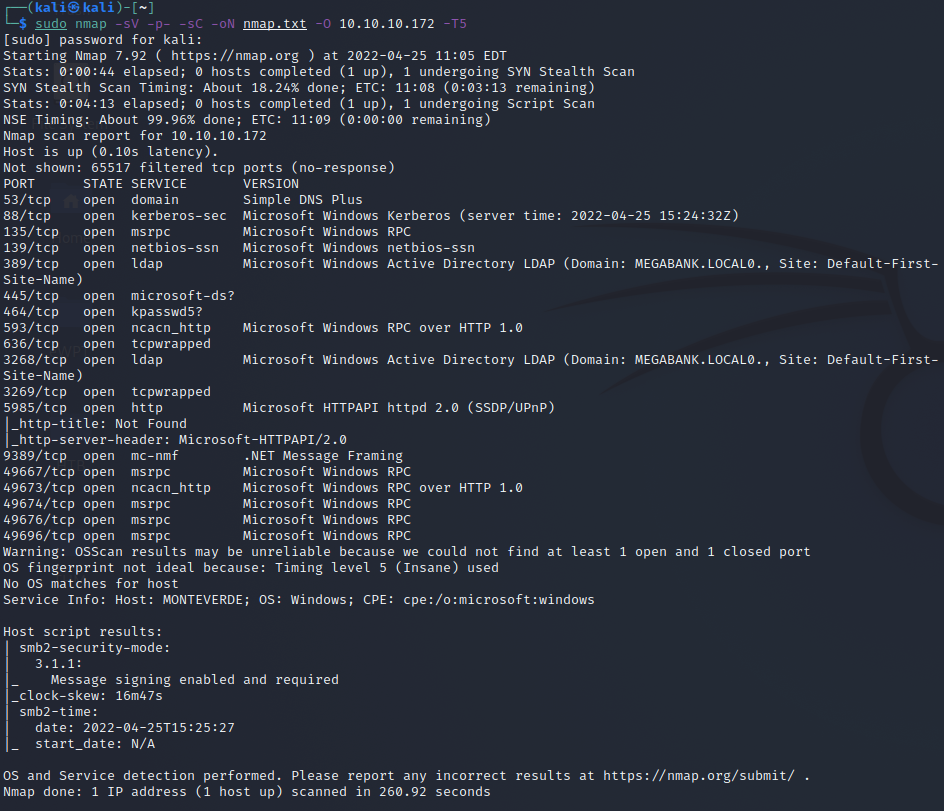 ┌──(kali㉿kali)-[~]
└─$ sudo nmap -sV -p- -sC -oN nmap.txt -O 10.10.10.172 -T5
[sudo] password for kali:
Starting Nmap 7.92 ( https://nmap.org ) at 2022-04-25 11:05 EDT
Stats: 0:00:44 elapsed; 0 hosts completed (1 up), 1 undergoing SYN Stealth Scan
SYN Stealth Scan Timing: About 18.24% done; ETC: 11:08 (0:03:13 remaining)
Stats: 0:04:13 elapsed; 0 hosts completed (1 up), 1 undergoing Script Scan
NSE Timing: About 99.96% done; ETC: 11:09 (0:00:00 remaining)
Nmap scan report for 10.10.10.172
Host is up (0.10s latency).
Not shown: 65517 filtered tcp ports (no-response)
PORT      STATE SERVICE       VERSION
53/tcp    open  domain        Simple DNS Plus
88/tcp    open  kerberos-sec  Microsoft Windows Kerberos (server time: 2022-04-25 15:24:32Z)
135/tcp   open  msrpc         Microsoft Windows RPC
139/tcp   open  netbios-ssn   Microsoft Windows netbios-ssn
389/tcp   open  ldap          Microsoft Windows Active Directory LDAP (Domain: MEGABANK.LOCAL0., Site: Default-First-
Site-Name)
445/tcp   open  microsoft-ds?
464/tcp   open  kpasswd5?
593/tcp   open  ncacn_http    Microsoft Windows RPC over HTTP 1.0
636/tcp   open  tcpwrapped
3268/tcp  open  ldap          Microsoft Windows Active Directory LDAP (Domain: MEGABANK.LOCAL0., Site: Default-First-
Site-Name)
3269/tcp  open  tcpwrapped
5985/tcp  open  http          Microsoft HTTPAPI httpd 2.0 (SSDP/UPnP)
|_http-title: Not Found
|_http-server-header: Microsoft-HTTPAPI/2.0
9389/tcp  open  mc-nmf        .NET Message Framing
49667/tcp open  msrpc         Microsoft Windows RPC
49673/tcp open  ncacn_http    Microsoft Windows RPC over HTTP 1.0
49674/tcp open  msrpc         Microsoft Windows RPC
49676/tcp open  msrpc         Microsoft Windows RPC
49696/tcp open  msrpc         Microsoft Windows RPC
Warning: OSScan results may be unreliable because we could not find at least 1 open and 1 closed port
OS fingerprint not ideal because: Timing level 5 (Insane) used
No OS matches for host
Service Info: Host: MONTEVERDE; OS: Windows; CPE: cpe:/o:microsoft:windows

Host script results:
| smb2-security-mode:
|   3.1.1:
|_    Message signing enabled and required
|_clock-skew: 16m47s
| smb2-time:
|   date: 2022-04-25T15:25:27
|_  start_date: N/A

OS and Service detection performed. Please report any incorrect results at https://nmap.org/submit/ .
Nmap done: 1 IP address (1 host up) scanned in 260.92 seconds